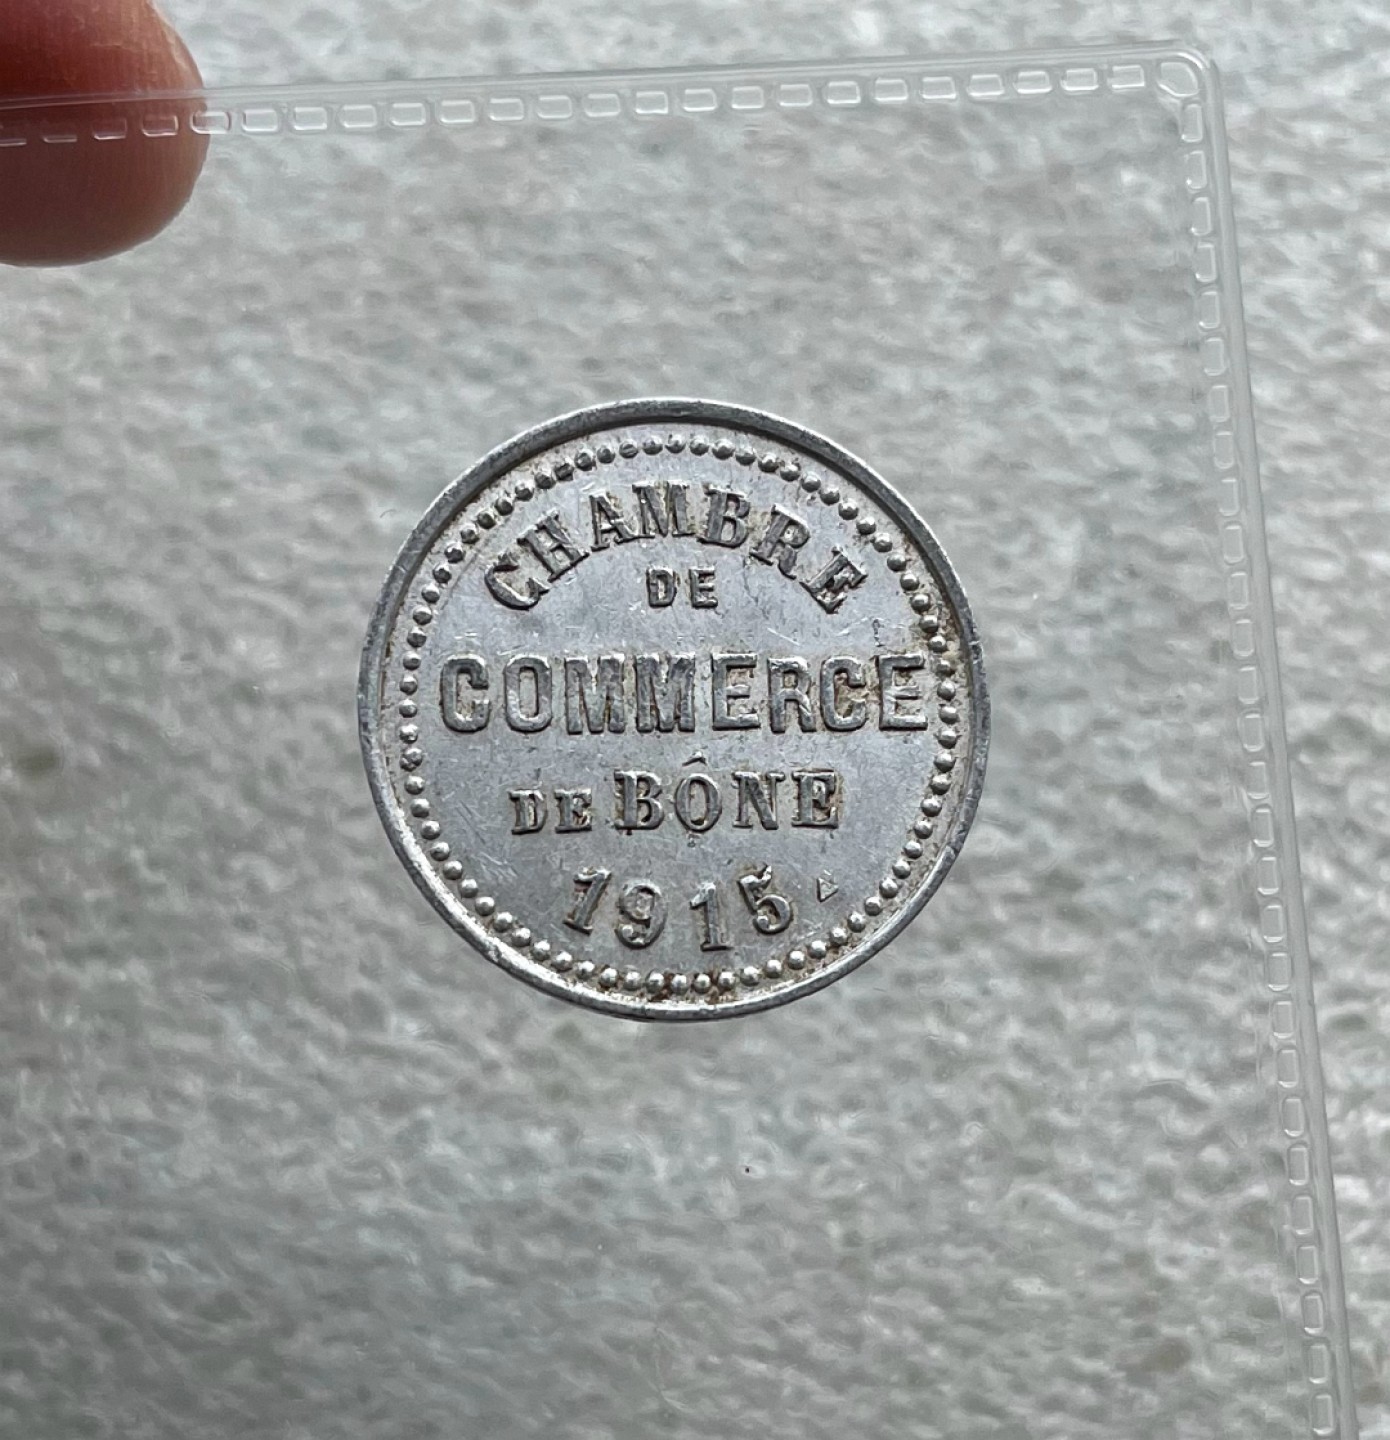 CHAMBRE
DE
COMMERCE
DE BÔNE
1915